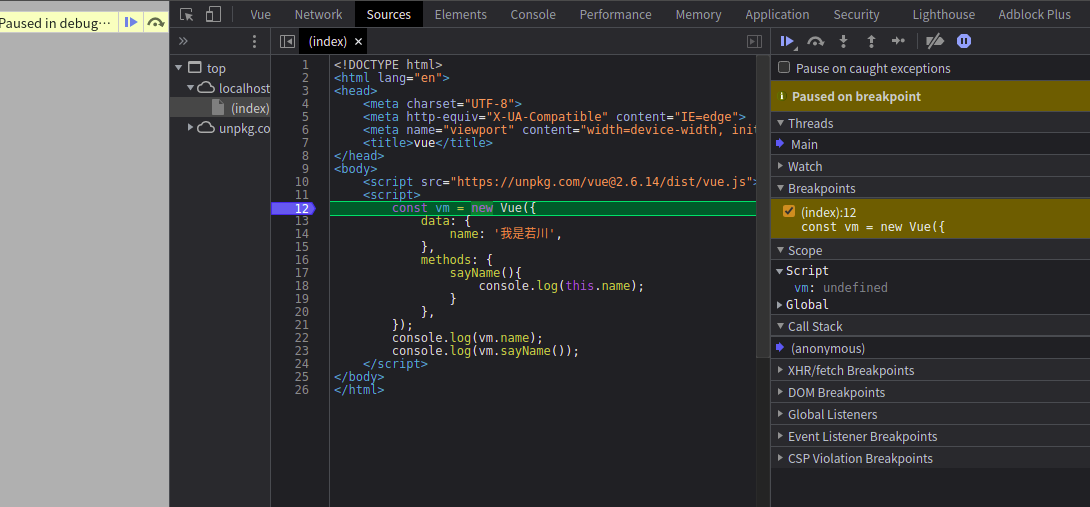 Paused in debug…
Vue Network Sources Elements Console Performance Memory Application Security Lighthouse Adblock Plus
(index)
top
localhost
(index)
unpkg.co
1 <!DOCTYPE html>
2 <html lang="en">
3 <head>
4 <meta charset="UTF-8">
5 <meta http-equiv="X-UA-Compatible" content="IE=edge">
6 <meta name="viewport" content="width=device-width, init
7 <title>vue</title>
8 </head>
9 <body>
10 <script src="https://unpkg.com/vue@2.6.14/dist/vue.js">
11 <script>
12 const vm = new Vue({
13 data: {
14 name: '我是若川',
15 },
16 methods: {
17 sayName(){
18 console.log(this.name);
19 }
20 },
21 });
22 console.log(vm.name);
23 console.log(vm.sayName());
24 </script>
25 </body>
26 </html>
Pause on caught exceptions
Paused on breakpoint
Threads
Main
Watch
Breakpoints
(index):12
const vm = new Vue({
Scope
Script
vm: undefined
Global
Call Stack
(anonymous)
XHR/fetch Breakpoints
DOM Breakpoints
Global Listeners
Event Listener Breakpoints
CSP Violation Breakpoints